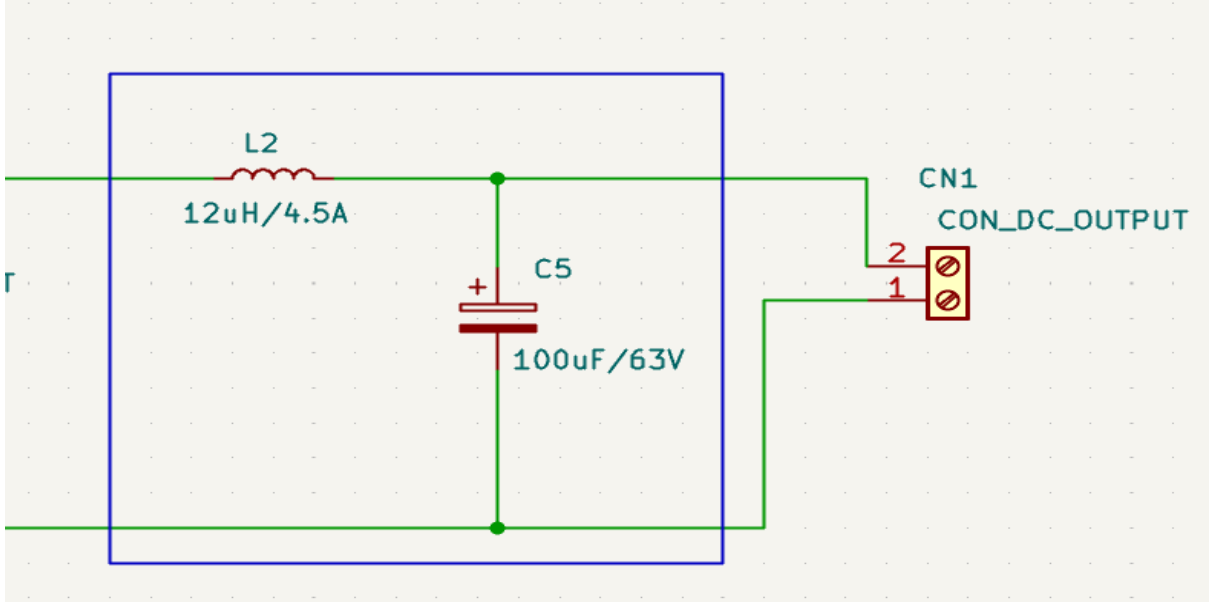 L2
12uH/4.5A
CN1
CON_DC_OUTPUT
2
1
T
+
C5
100uF/63V